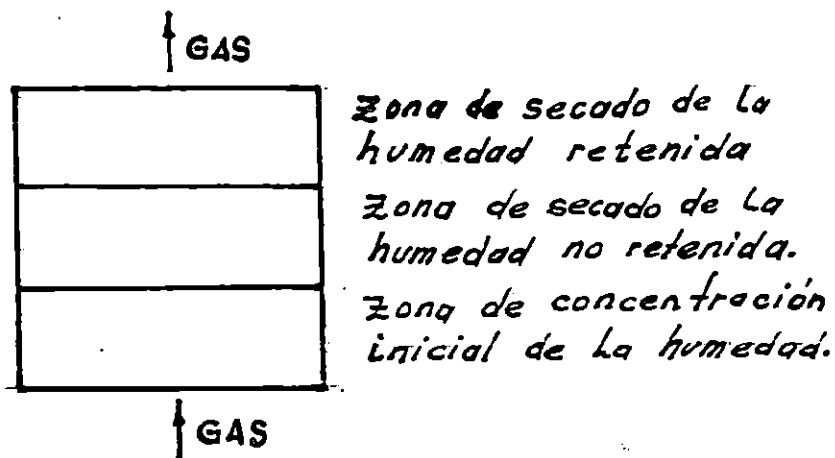 GAS
Zona de secado de la
humedad retenida
Zona de secado de la
humedad no retenida.
Zona de concentración
inicial de la humedad.
GAS